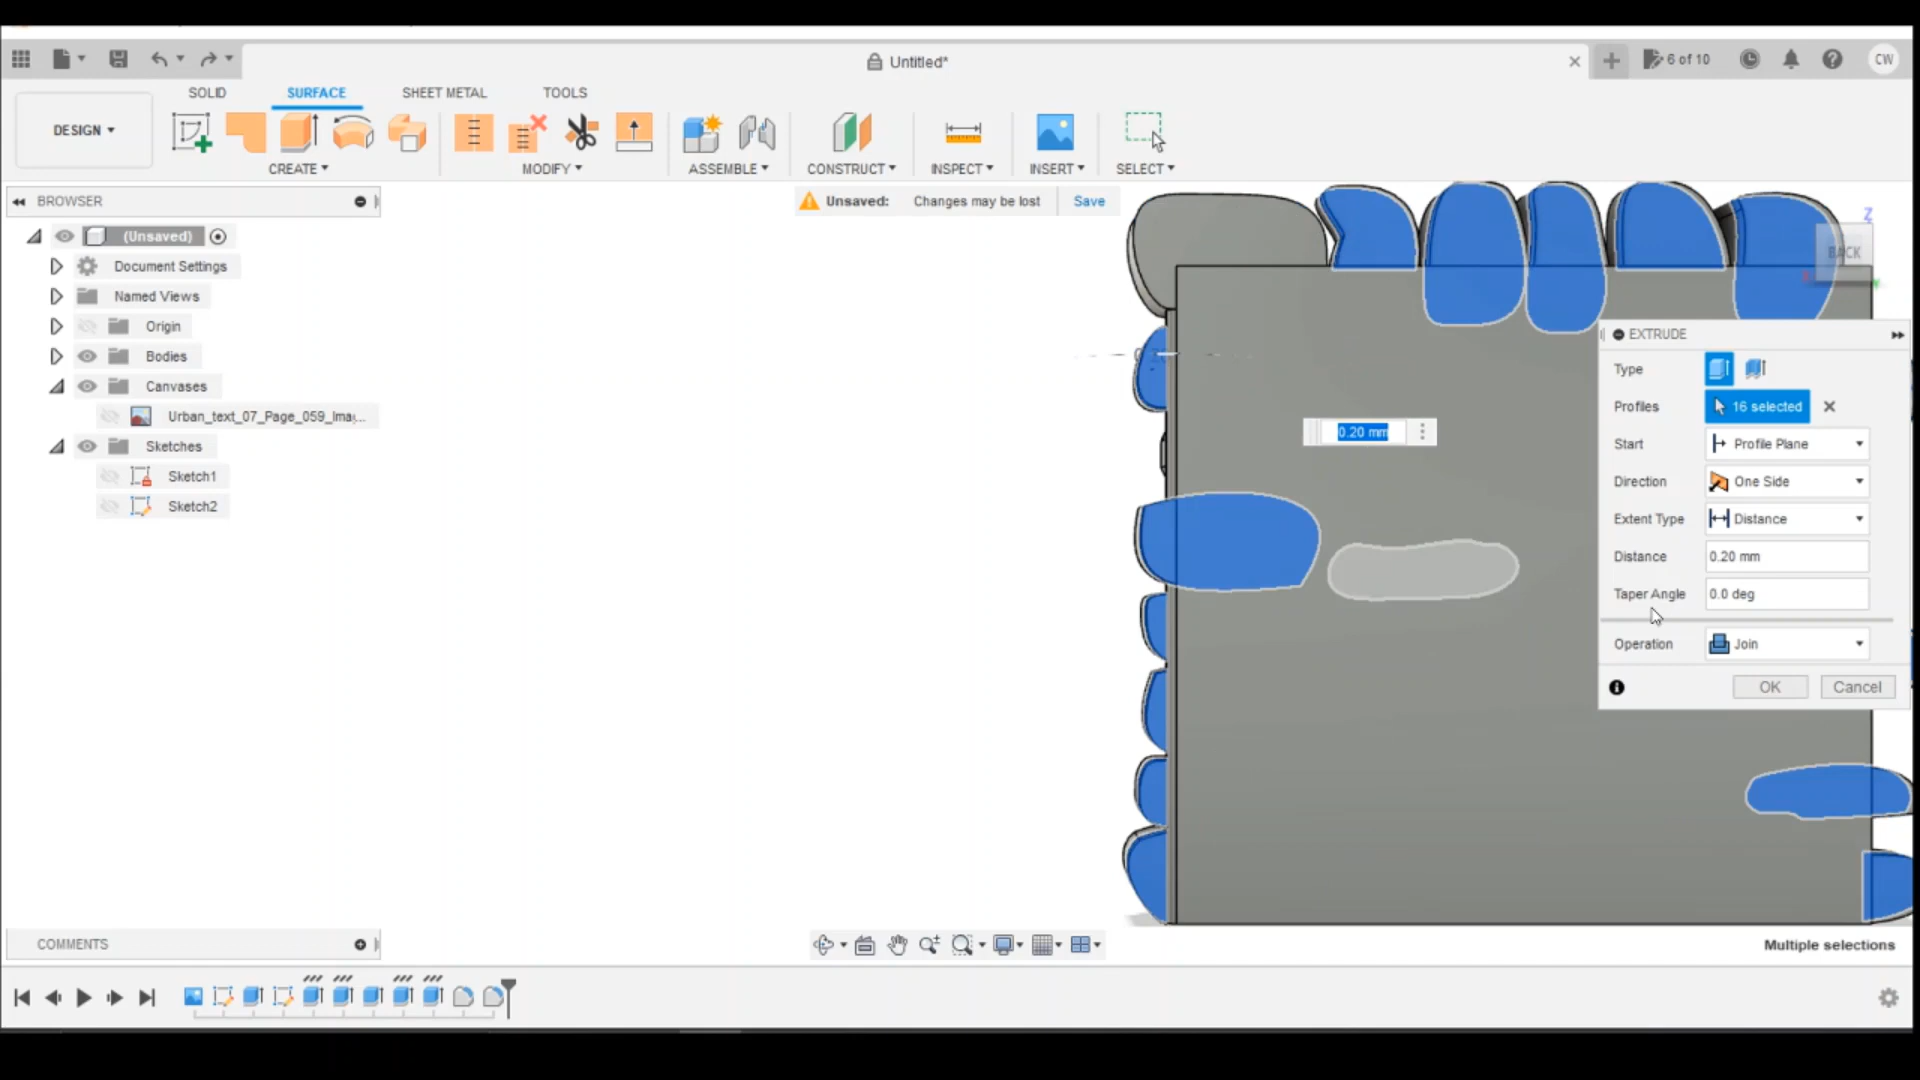 Untitled*
6 of 10
CW
SOLID
SURFACE
SHEET METAL
TOOLS
DESIGN
CREATE
MODIFY
ASSEMBLE
CONSTRUCT
INSPECT
INSERT
SELECT
BROWSER
Unsaved: Changes may be lost
Save
(Unsaved)
Document Settings
Named Views
Origin
Bodies
Canvases
Urban_text_07_Page_059_Ima...
Sketches
Sketch1
Sketch2
Z
BACK
0.20 mm
EXTRUDE
Type
Profiles 16 selected
Start Profile Plane
Direction One Side
Extent Type Distance
Distance 0.20 mm
Taper Angle 0.0 deg
Operation Join
OK Cancel
COMMENTS
Multiple selections